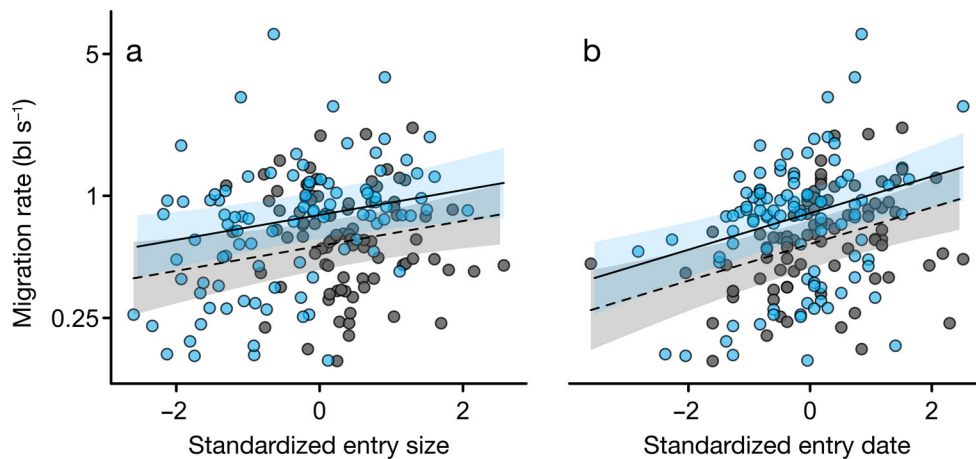 a
b
Migration rate (bl s⁻¹)
5
1
0.25
−2
0
2
−2
0
2
Standardized entry size
Standardized entry date